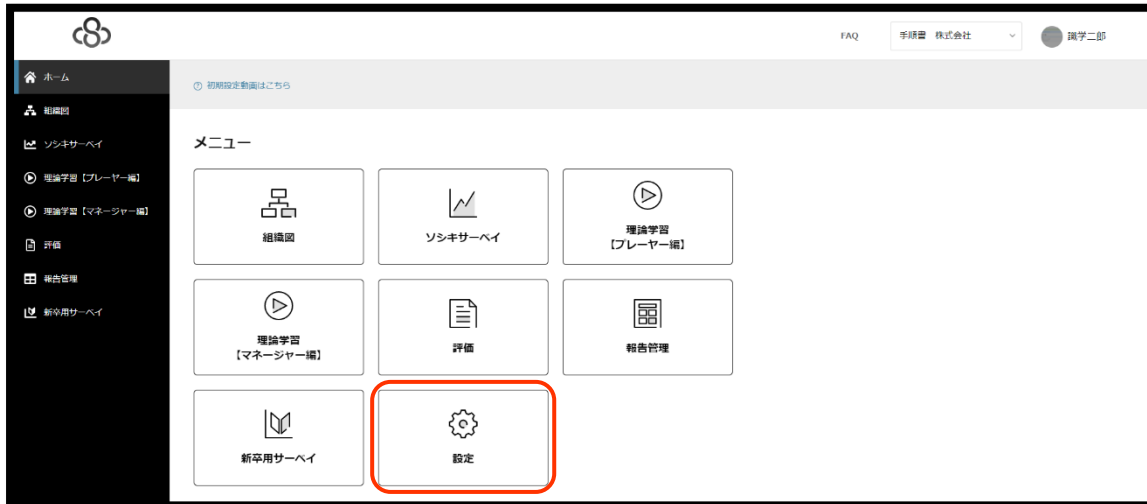 FAQ
手順書 株式会社
識学二郎
ホーム
組織図
ソシキサーベイ
理論学習【プレーヤー編】
理論学習【マネージャー編】
評価
報告管理
新卒用サーベイ
初期設定動画はこちら
メニュー
組織図
ソシキサーベイ
理論学習
【プレーヤー編】
理論学習
【マネージャー編】
評価
報告管理
新卒用サーベイ
設定